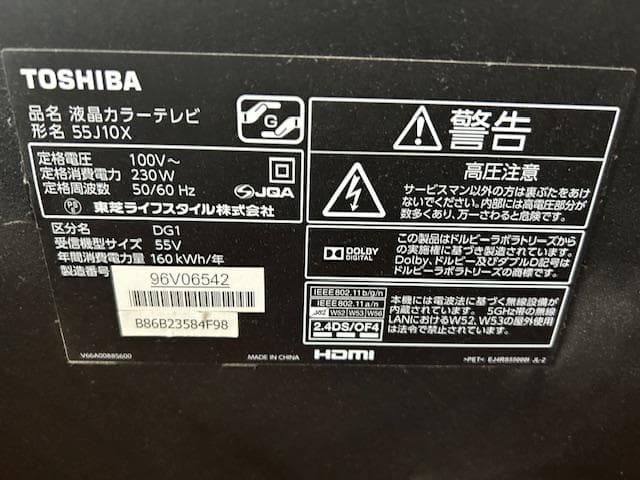 TOSHIBA
品名 液晶カラーテレビ
形名 55J10X
G
定格電圧 100V～
定格消費電力 230W
定格周波数 50/60 Hz
PS
E
JQA
東芝ライフスタイル株式会社
区分名 DG1
受信機型サイズ 55V
年間消費電力量 160 kWh/年
製造番号
96V06542
B86B23584F98
V66A00885600
MADE IN CHINA
警告
高圧注意
サービスマン以外の方は裏ぶたをあけ
ないでください。内部には高電圧部分が
数多くあり、万一さわると危険です。
DOLBY
DIGITAL
この製品はドルビーラボラトリーズから
の実施権に基づき製造されています。
Dolby、ドルビー及びダブルD記号は
ドルビーラボラトリーズの商標です。
IEEE802.11b/g/n
IEEE802.11a/n
J52 W52 W53 W56
2.4DS/OF4
本機には電波法に基づく無線設備が
内蔵されています。 5GHz帯の無線
LANにおけるW52、W53の屋外使用
は法令で禁止されています。
HDMI
>PET< EJ4RS55000I JL-2